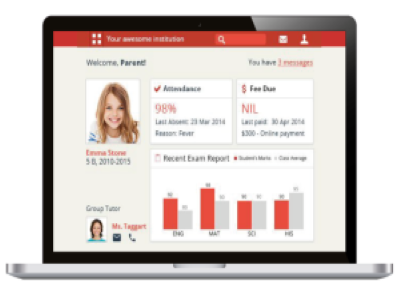 Your awesome institution
Welcome, Parent!
You have 3 messages
Attendance
98%
Last Absent: 23 Mar 2014
Reason: Fever
$ Fee Due
NIL
Last paid: 30 Apr 2014
$300 - Online payment
Emma Stone
5 B, 2010-2015
Recent Exam Report
Student's Marks
Class average
ENG
MAT
SCI
HIS
Group Tutor
Ms. Taggart